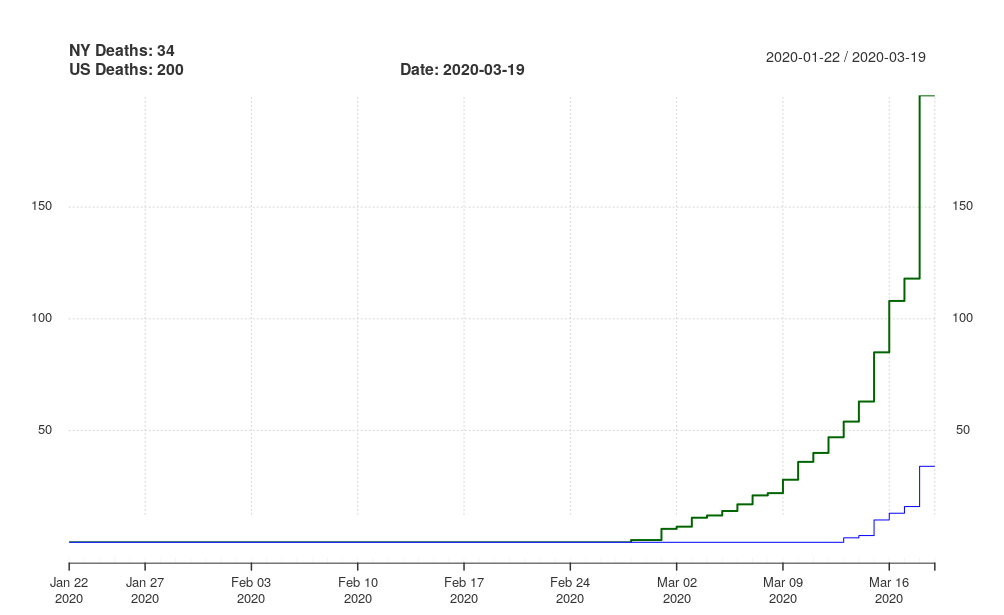 NY Deaths: 34
US Deaths: 200
Date: 2020-03-19
2020-01-22 / 2020-03-19
150
150
100
100
50
50
Jan 22
2020
Jan 27
2020
Feb 03
2020
Feb 10
2020
Feb 17
2020
Feb 24
2020
Mar 02
2020
Mar 09
2020
Mar 16
2020